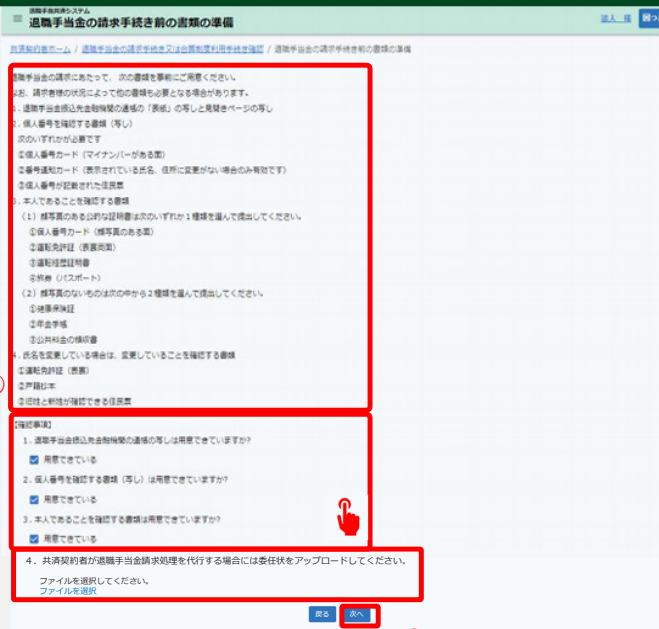 退職手当共済システム
退職手当金の請求手続き前の書類の準備
法人 様
共済契約者ホーム / 退職手当金の請求手続き又は合算制度利用手続き確認 / 退職手当金の請求手続き前の書類の準備
退職手当金の請求にあたって、次の書類を事前にご用意ください。
なお、請求者様の状況によって他の書類も必要となる場合があります。
1. 退職手当金振込先金融機関の通帳の「表紙」の写しと見開きページの写し
2. 個人番号を確認する書類（写し）
次のいずれかが必要です
①個人番号カード（マイナンバーがある面）
②番号通知カード（表示されている氏名、住所に変更がない場合のみ有効です）
③個人番号が記載された住民票
3. 本人であることを確認する書類
（1）顔写真のある公的な証明書は次のいずれか1種類を選んで提出してください。
①個人番号カード（顔写真のある面）
②運転免許証（表裏両面）
③運転経歴証明書
④旅券（パスポート）
（2）顔写真のないものは次の中から2種類を選んで提出してください。
①健康保険証
②年金手帳
③公共料金の領収書
4. 氏名を変更している場合は、変更していることを確認する書類
①運転免許証（表裏）
②戸籍抄本
③旧姓と新姓が確認できる住民票
【確認事項】
1. 退職手当金振込先金融機関の通帳の写しは用意できていますか?
用意できている
2. 個人番号を確認する書類（写し）は用意できていますか?
用意できている
3. 本人であることを確認する書類は用意できていますか?
用意できている
4. 共済契約者が退職手当金請求処理を代行する場合には委任状をアップロードしてください。
ファイルを選択してください。
ファイルを選択
戻る 次へ